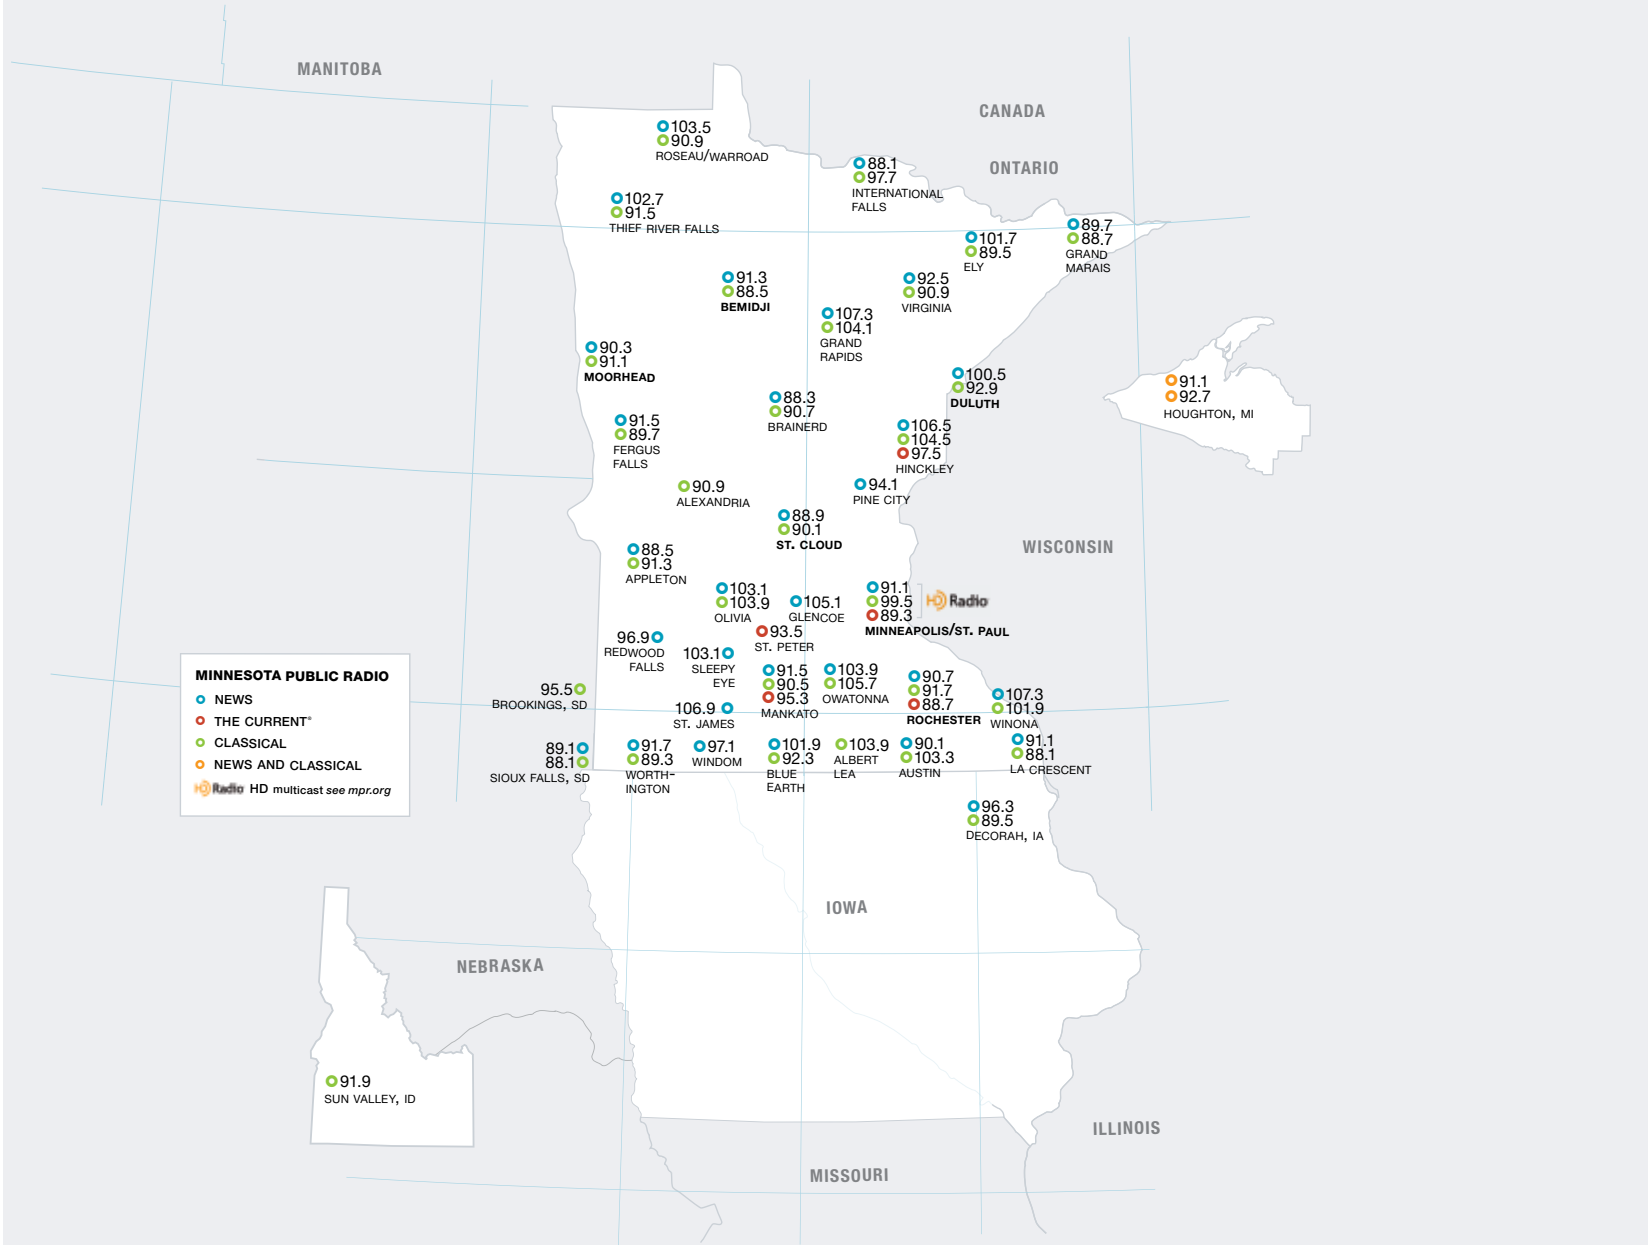 MANITOBA
CANADA
ONTARIO
103.5
90.9
ROSEAU/WARROAD
88.1
97.7
INTERNATIONAL
FALLS
102.7
91.5
THIEF RIVER FALLS
89.7
88.7
GRAND
MARAIS
101.7
89.5
ELY
91.3
88.5
BEMIDJI
92.5
90.9
VIRGINIA
107.3
104.1
GRAND
RAPIDS
90.3
91.1
MOORHEAD
100.5
92.9
DULUTH
91.1
92.7
HOUGHTON, MI
88.3
90.7
BRAINERD
91.5
89.7
FERGUS
FALLS
106.5
104.5
97.5
HINCKLEY
90.9
ALEXANDRIA
94.1
PINE CITY
88.9
90.1
ST. CLOUD
WISCONSIN
88.5
91.3
APPLETON
103.1
103.9
OLIVIA
105.1
GLENCOE
91.1
99.5
89.3
MINNEAPOLIS/ST. PAUL
HD Radio
93.5
ST. PETER
96.9
REDWOOD
FALLS
103.1
SLEEPY
EYE
91.5
90.5
95.3
MANKATO
103.9
105.7
OWATONNA
90.7
91.7
88.7
ROCHESTER
107.3
101.9
WINONA
95.5
BROOKINGS, SD
106.9
ST. JAMES
89.1
88.1
SIOUX FALLS, SD
91.7
89.3
WORTH-
INGTON
97.1
WINDOM
101.9
92.3
BLUE
EARTH
103.9
ALBERT
LEA
90.1
103.3
AUSTIN
91.1
88.1
LA CRESCENT
96.3
89.5
DECORAH, IA
MINNESOTA PUBLIC RADIO
NEWS
THE CURRENT®
CLASSICAL
NEWS AND CLASSICAL
HD Radio HD multicast see mpr.org
IOWA
NEBRASKA
91.9
SUN VALLEY, ID
ILLINOIS
MISSOURI